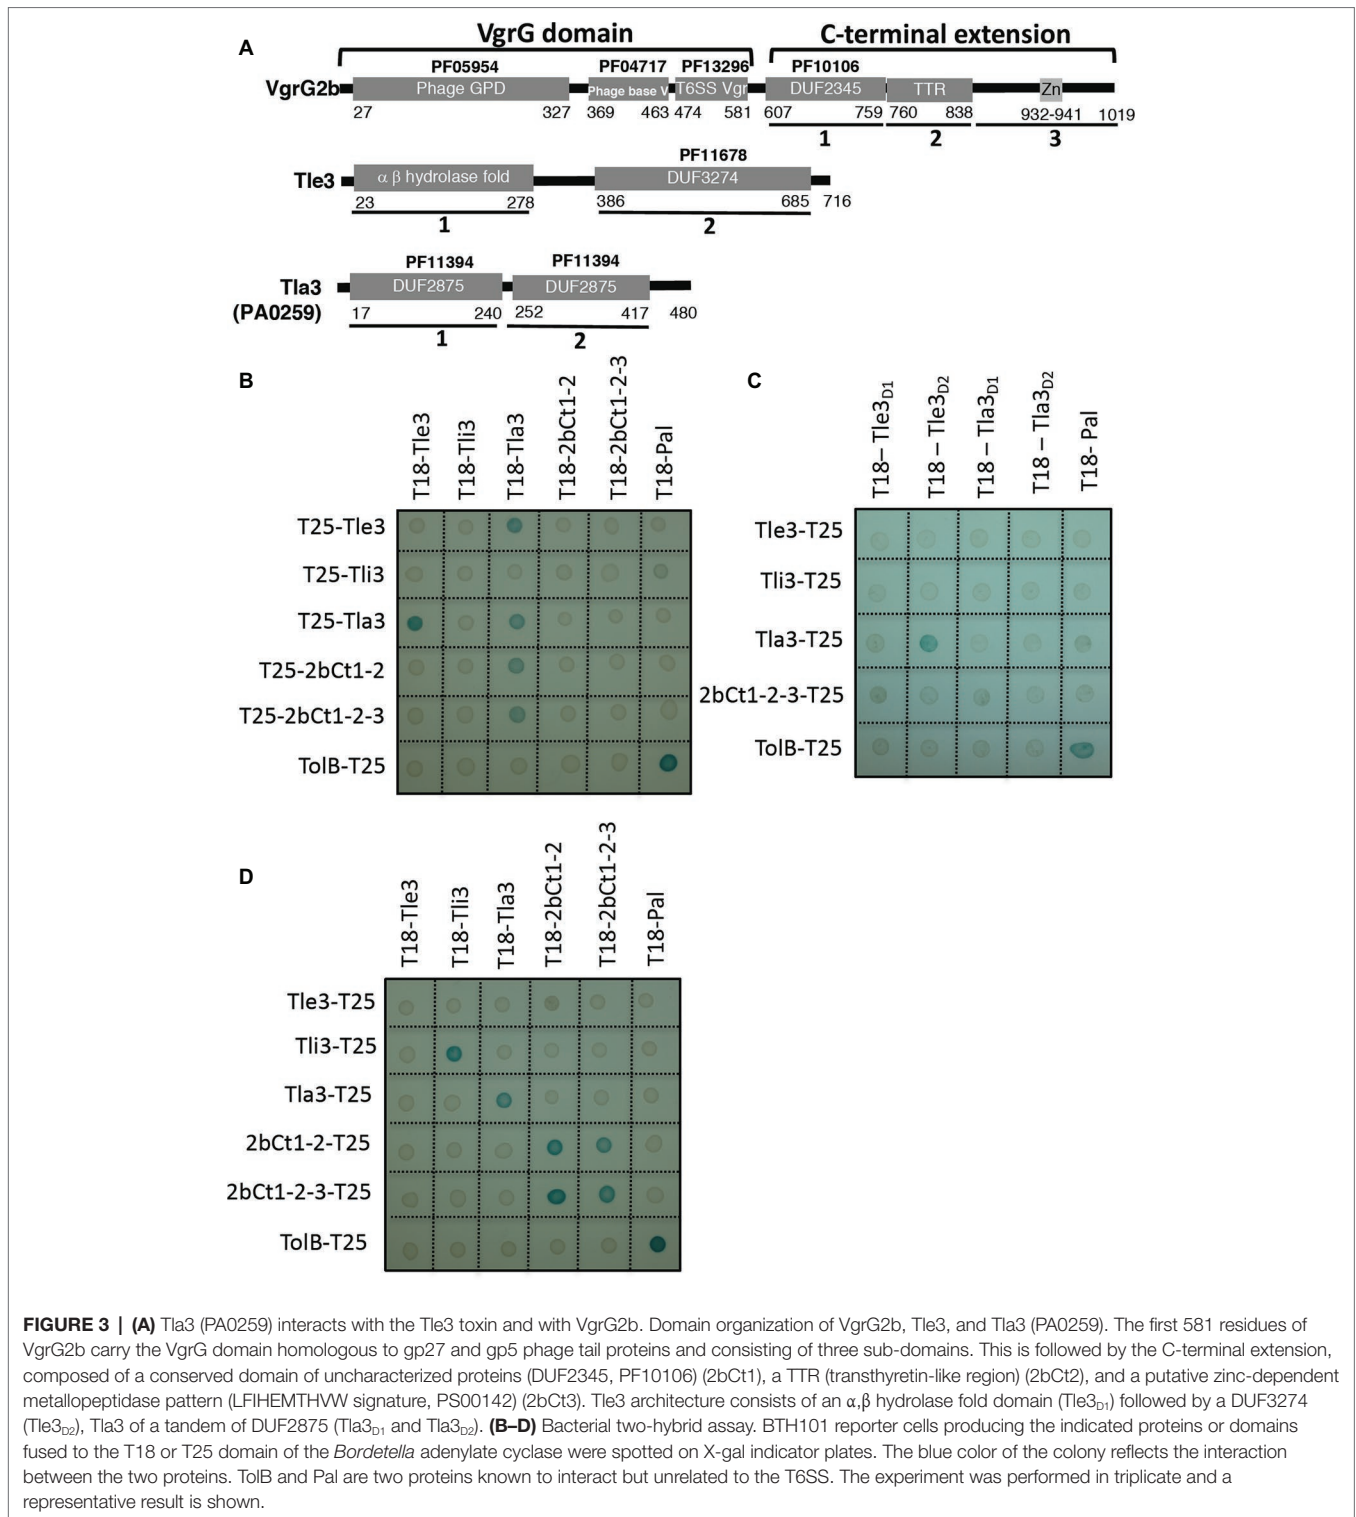 A
VgrG domain
C-terminal extension
PF05954
PF04717
PF13296
PF10106
VgrG2b
Phage GPD
Phage base V
T6SS Vgr
DUF2345
TTR
Zn
27
327
369
463
474
581
607
759
760
838
932-941
1019
1
2
3
PF11678
Tle3
α β hydrolase fold
DUF3274
23
278
386
685
716
1
2
PF11394
PF11394
Tla3
(PA0259)
DUF2875
DUF2875
17
240
252
417
480
1
2
B
T18-Tle3
T18-Tli3
T18-Tla3
T18-2bCt1-2
T18-2bCt1-2-3
T18-Pal
T25-Tle3
T25-Tli3
T25-Tla3
T25-2bCt1-2
T25-2bCt1-2-3
TolB-T25
C
T18– Tle3D1
T18 – Tle3D2
T18 – Tla3D1
T18 – Tla3D2
T18- Pal
Tle3-T25
Tli3-T25
Tla3-T25
2bCt1-2-3-T25
TolB-T25
D
T18-Tle3
T18-Tli3
T18-Tla3
T18-2bCt1-2
T18-2bCt1-2-3
T18-Pal
Tle3-T25
Tli3-T25
Tla3-T25
2bCt1-2-T25
2bCt1-2-3-T25
TolB-T25
FIGURE 3 | (A) Tla3 (PA0259) interacts with the Tle3 toxin and with VgrG2b. Domain organization of VgrG2b, Tle3, and Tla3 (PA0259). The first 581 residues of
VgrG2b carry the VgrG domain homologous to gp27 and gp5 phage tail proteins and consisting of three sub-domains. This is followed by the C-terminal extension,
composed of a conserved domain of uncharacterized proteins (DUF2345, PF10106) (2bCt1), a TTR (transthyretin-like region) (2bCt2), and a putative zinc-dependent
metallopeptidase pattern (LFIHEMTHVW signature, PS00142) (2bCt3). Tle3 architecture consists of an α,β hydrolase fold domain (Tle3D1) followed by a DUF3274
(Tle3D2), Tla3 of a tandem of DUF2875 (Tla3D1 and Tla3D2). (B–D) Bacterial two-hybrid assay. BTH101 reporter cells producing the indicated proteins or domains
fused to the T18 or T25 domain of the Bordetella adenylate cyclase were spotted on X-gal indicator plates. The blue color of the colony reflects the interaction
between the two proteins. TolB and Pal are two proteins known to interact but unrelated to the T6SS. The experiment was performed in triplicate and a
representative result is shown.